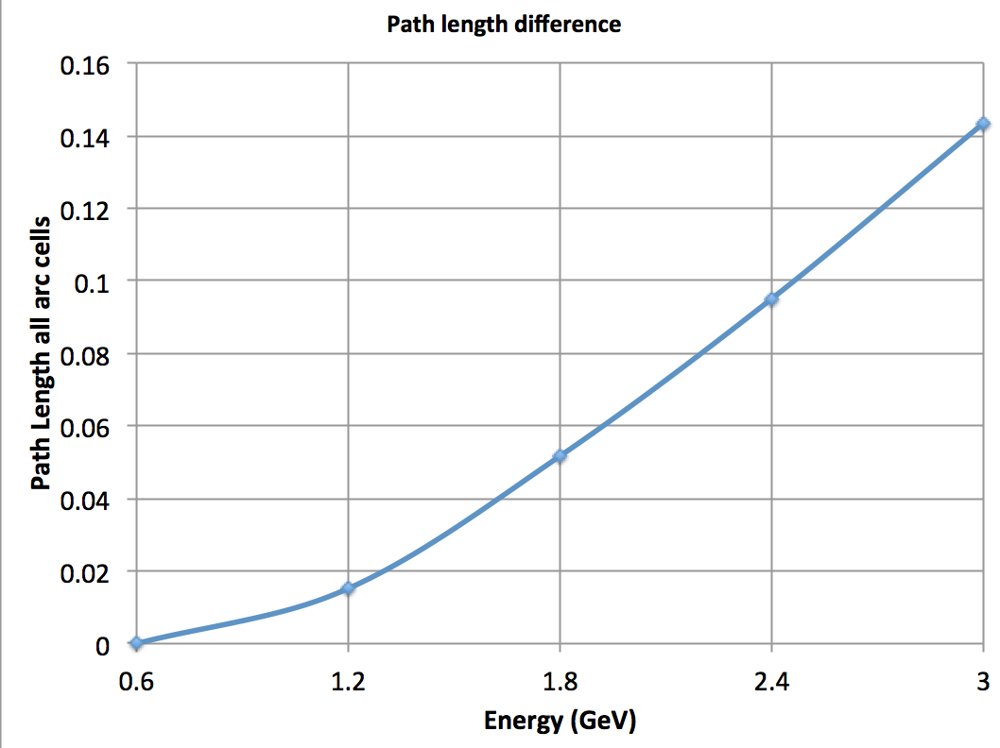 Path length difference
Path Length all arc cells
0.16
0.14
0.12
0.1
0.08
0.06
0.04
0.02
0
0.6 1.2 1.8 2.4 3
Energy (GeV)